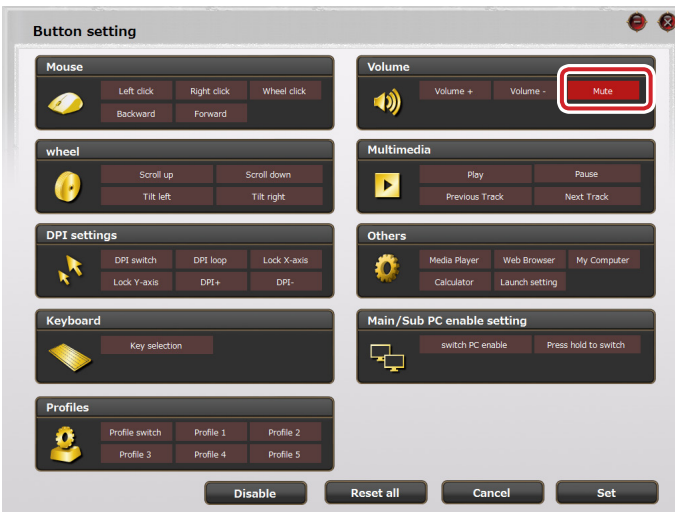 Button setting
Mouse
Left click Right click Wheel click
Backward Forward
Volume
Volume + Volume - Mute
wheel
Scroll up Scroll down
Tilt left Tilt right
Multimedia
Play Pause
Previous Track Next Track
DPI settings
DPI switch DPI loop Lock X-axis
Lock Y-axis DPI+ DPI-
Others
Media Player Web Browser My Computer
Calculator Launch setting
Keyboard
Key selection
Main/Sub PC enable setting
switch PC enable Press hold to switch
Profiles
Profile switch Profile 1 Profile 2
Profile 3 Profile 4 Profile 5
Disable Reset all Cancel Set